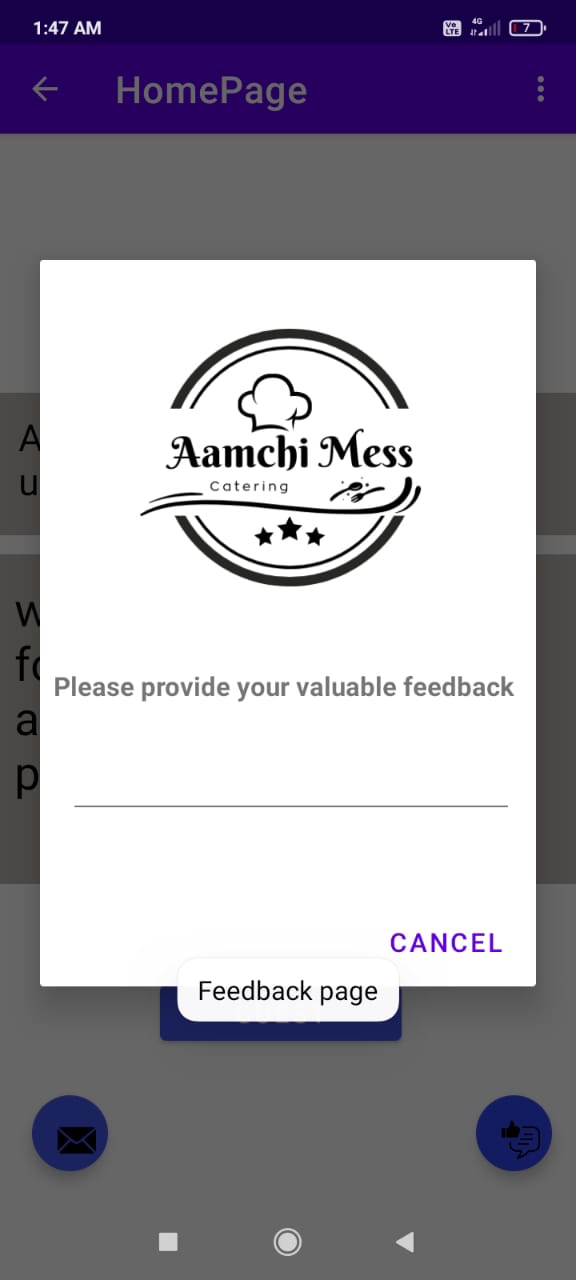 1:47 AM
Vo LTE
4G
7
HomePage
A
u
Aamchi Mess
Catering
w
fo
a
p
Please provide your valuable feedback
CANCEL
Feedback page